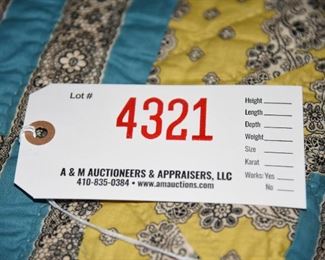 Lot #
4321
Height
Length
Depth
Weight
Size
Karat
Works: Yes
No
A & M AUCTIONEERS & APPRAISERS, LLC
410-835-0384 • www.amauctions.com